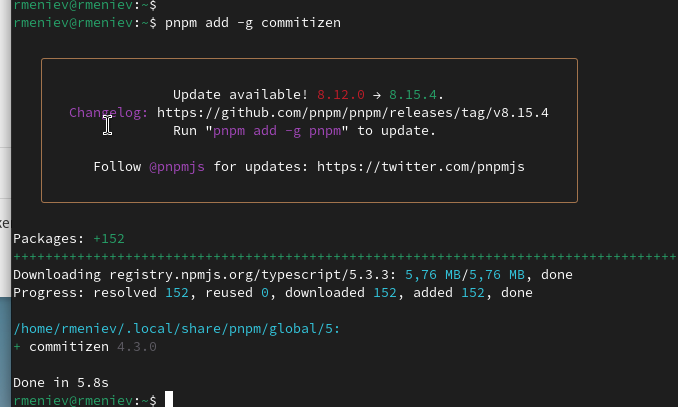 rmeniev@rmeniev:~$
rmeniev@rmeniev:~$ pnpm add -g commitizen
Update available! 8.12.0 → 8.15.4.
Changelog: https://github.com/pnpm/pnpm/releases/tag/v8.15.4
Run "pnpm add -g pnpm" to update.
Follow @pnpmjs for updates: https://twitter.com/pnpmjs
Packages: +152
++++++++++++++++++++++++++++++++++++++++++++++++++++++++++++++++++++++++++++++++++++
Downloading registry.npmjs.org/typescript/5.3.3: 5,76 MB/5,76 MB, done
Progress: resolved 152, reused 0, downloaded 152, added 152, done
/home/rmeniev/.local/share/pnpm/global/5:
+ commitizen 4.3.0
Done in 5.8s
rmeniev@rmeniev:~$